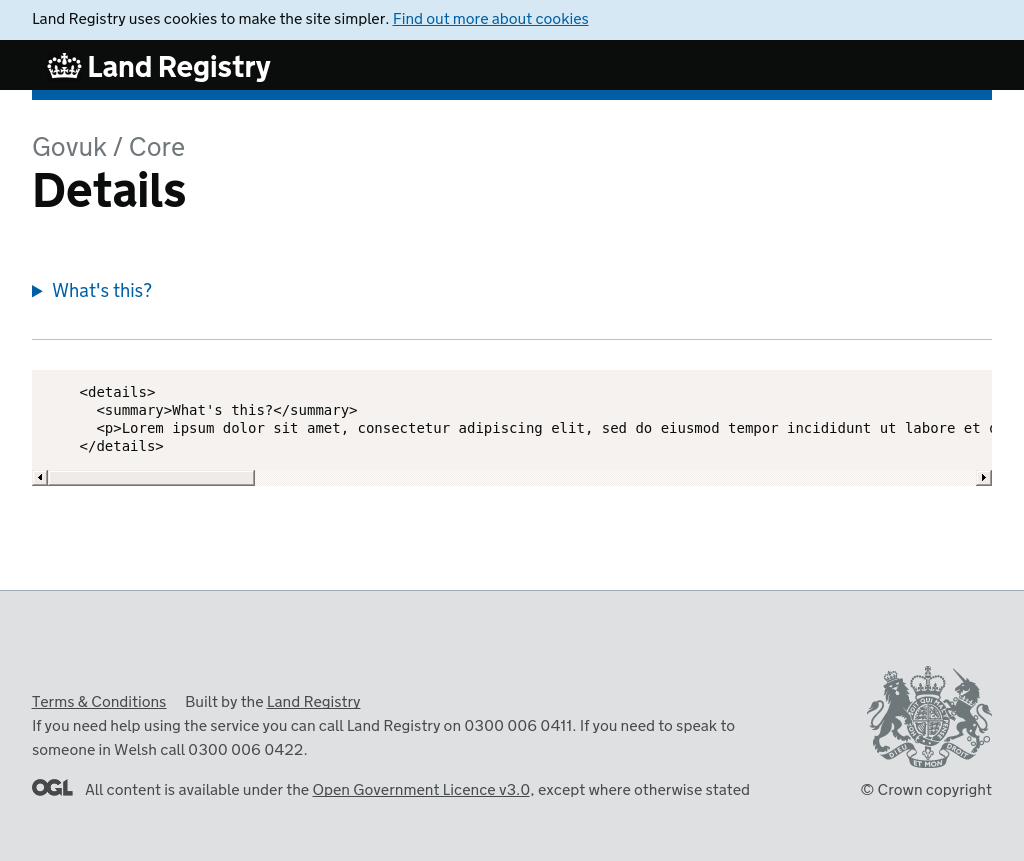 Land Registry uses cookies to make the site simpler. Find out more about cookies
Land Registry
Govuk / Core
Details
What's this?
<details>
<summary>What's this?</summary>
<p>Lorem ipsum dolor sit amet, consectetur adipiscing elit, sed do eiusmod tempor incididunt ut labore et
</details>
Terms & Conditions Built by the Land Registry
If you need help using the service you can call Land Registry on 0300 006 0411. If you need to speak to
someone in Welsh call 0300 006 0422.
OGL All content is available under the Open Government Licence v3.0, except where otherwise stated
DIEU ET MON DROIT
© Crown copyright